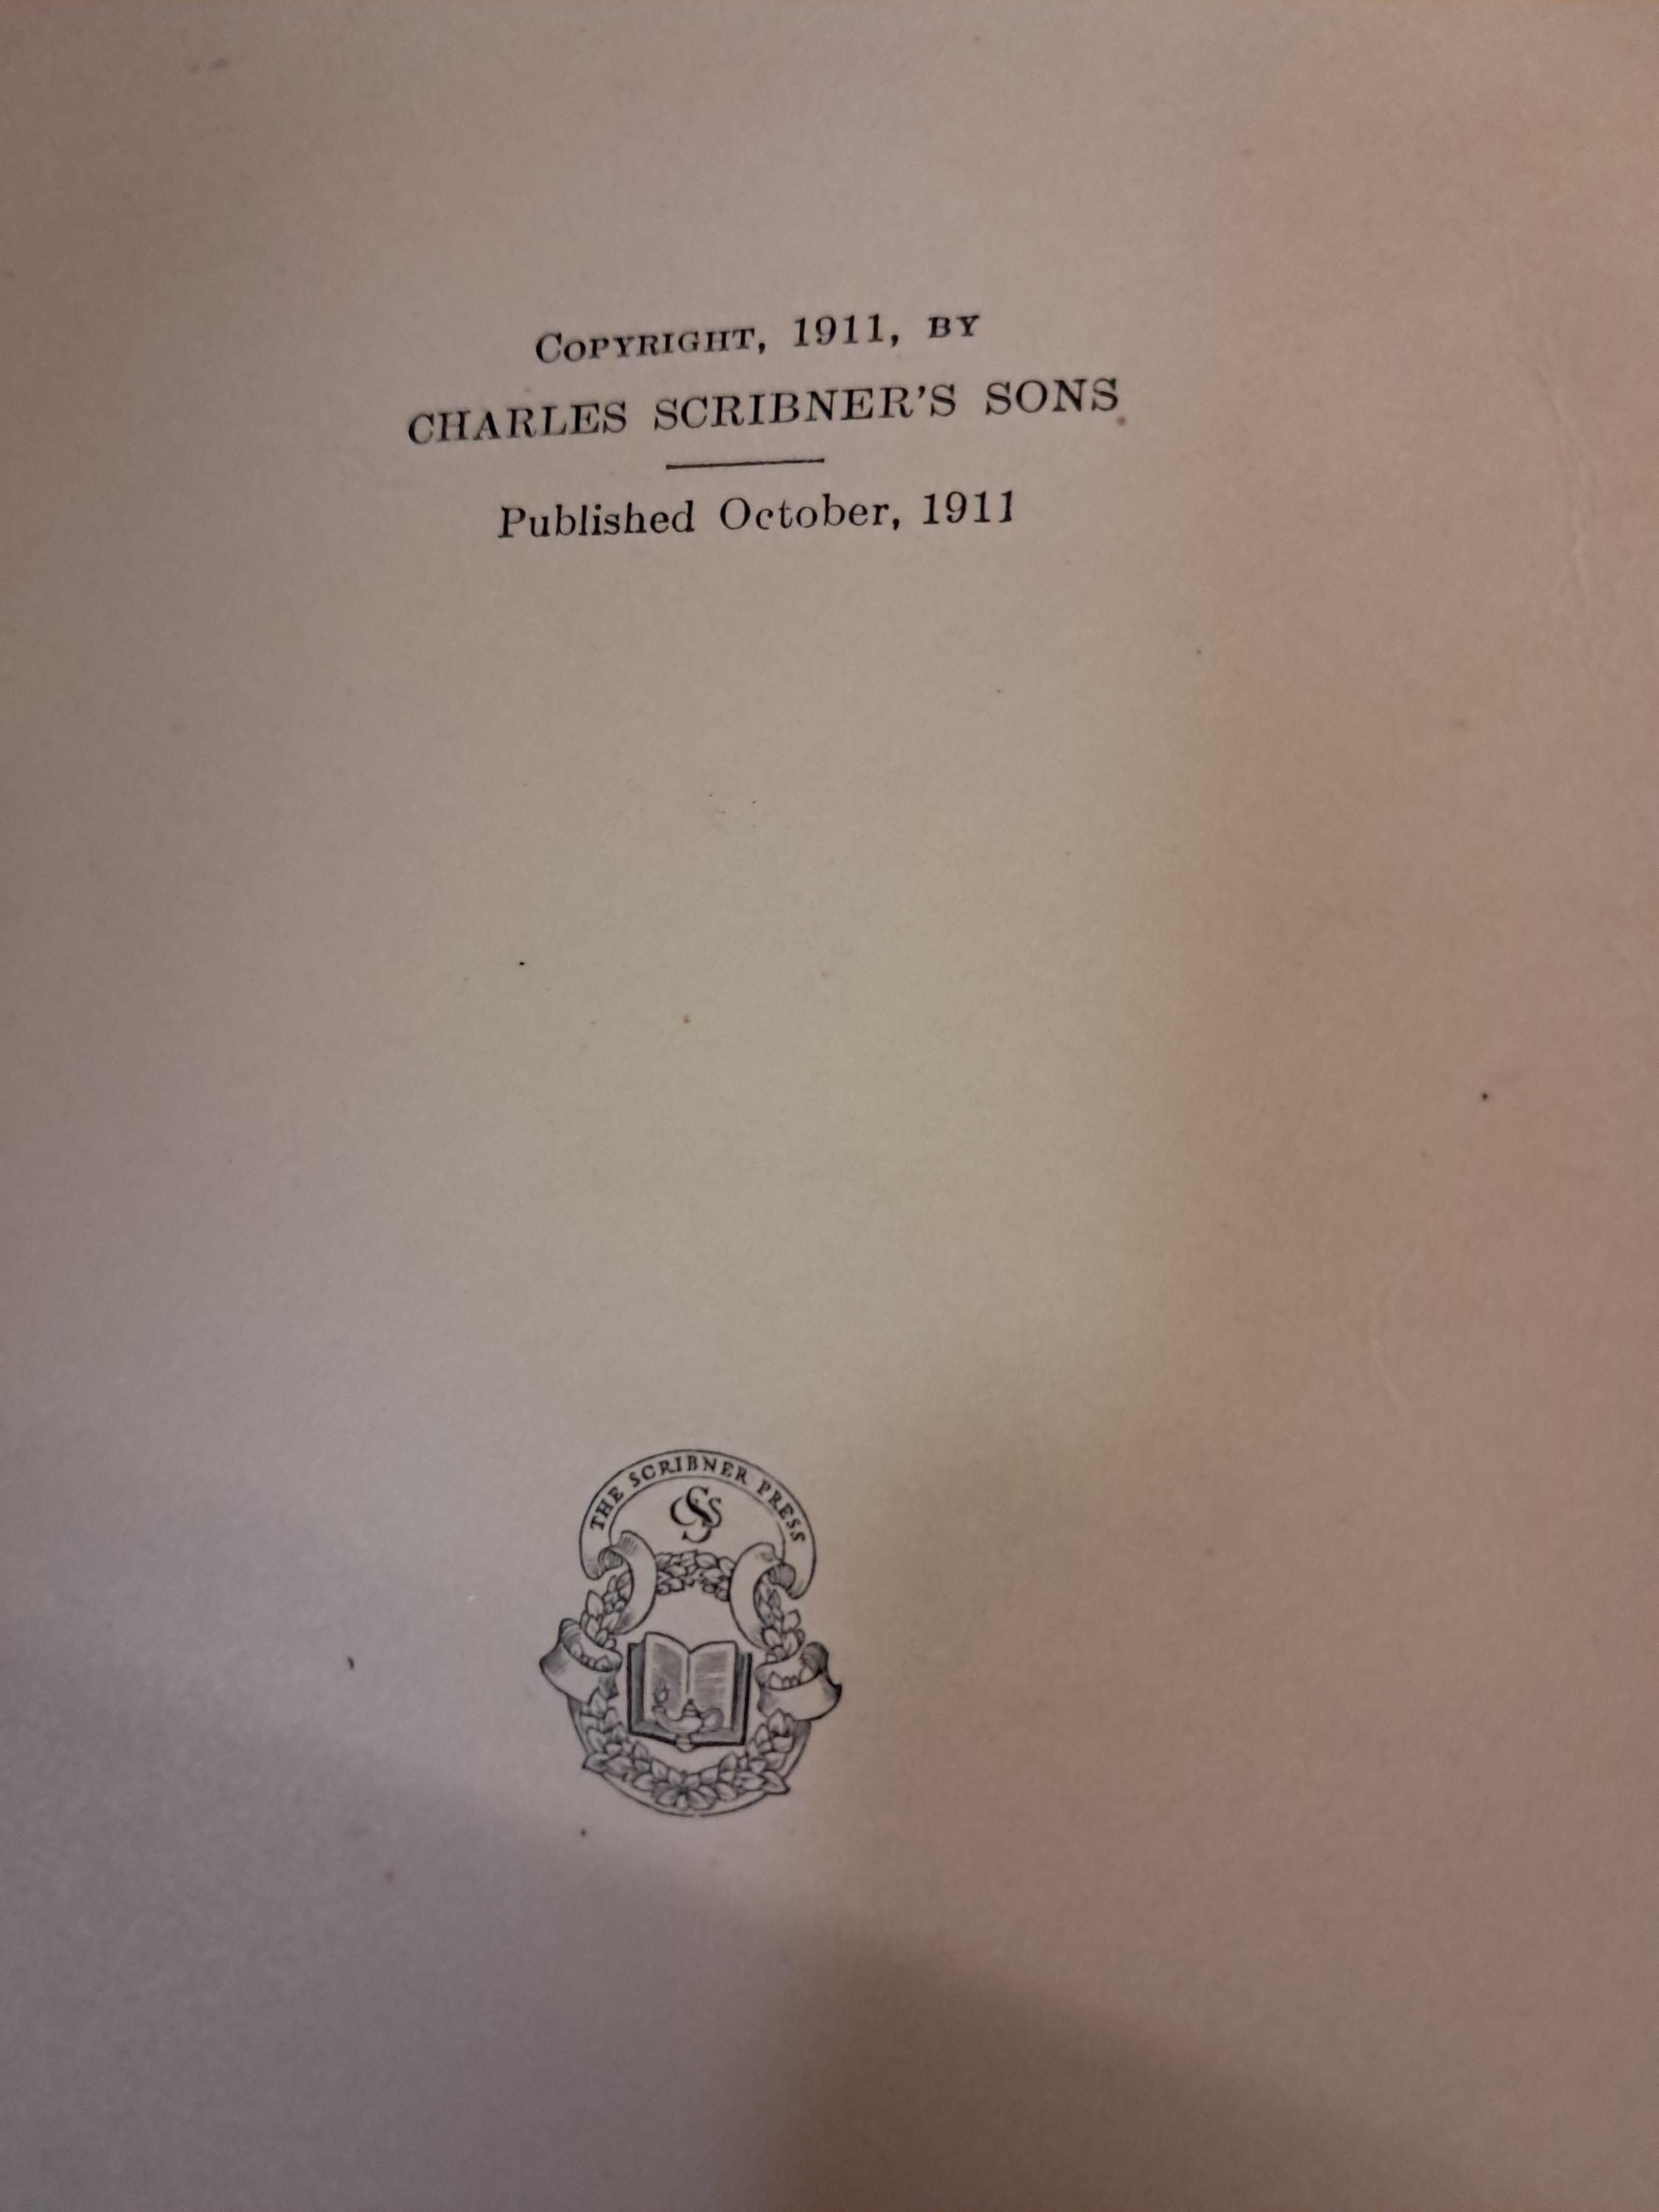 COPYRIGHT, 1911, BY
CHARLES SCRIBNER'S SONS
Published October, 1911
THE SCRIBNER PRESS
CSS